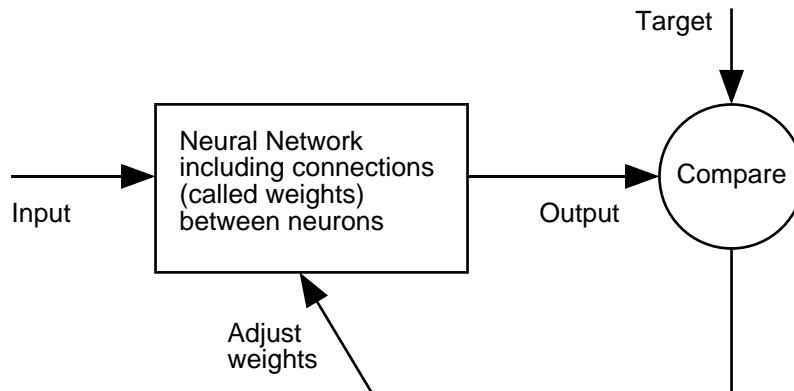 Target
Neural Network
including connections
(called weights)
between neurons
Compare
Input
Output
Adjust
weights